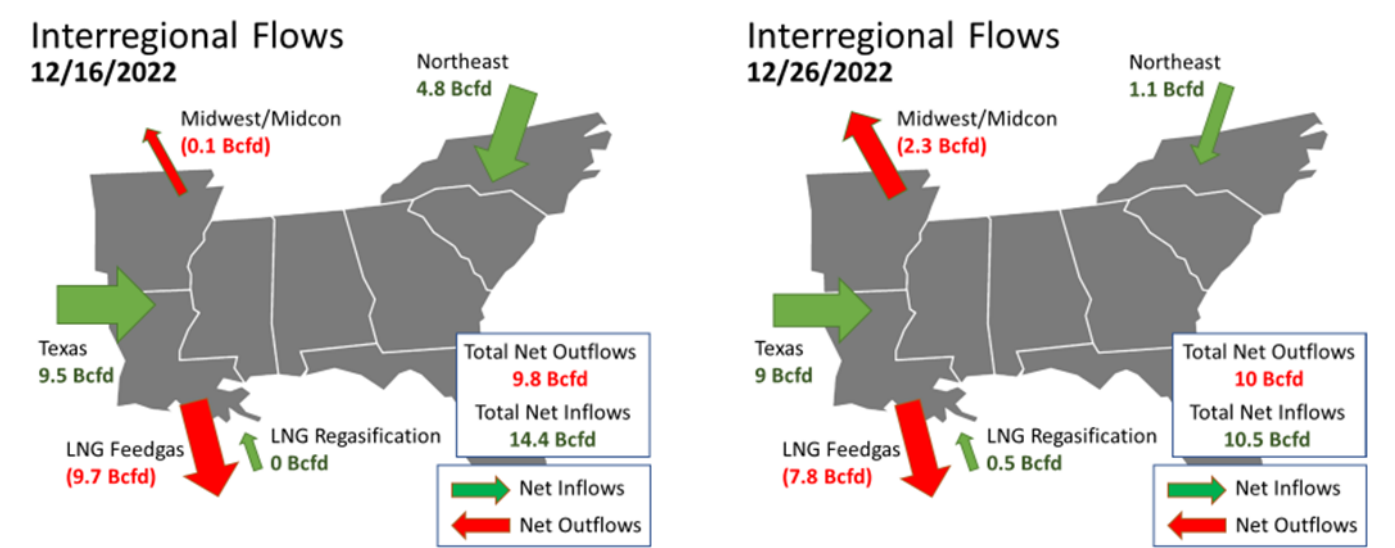 Interregional Flows
12/16/2022
Northeast
4.8 Bcfd
Midwest/Midcon
(0.1 Bcfd)
Texas
9.5 Bcfd
LNG Feedgas
(9.7 Bcfd)
LNG Regasification
0 Bcfd
Total Net Outflows
9.8 Bcfd
Total Net Inflows
14.4 Bcfd
Net Inflows
Net Outflows
Interregional Flows
12/26/2022
Northeast
1.1 Bcfd
Midwest/Midcon
(2.3 Bcfd)
Texas
9 Bcfd
LNG Feedgas
(7.8 Bcfd)
LNG Regasification
0.5 Bcfd
Total Net Outflows
10 Bcfd
Total Net Inflows
10.5 Bcfd
Net Inflows
Net Outflows